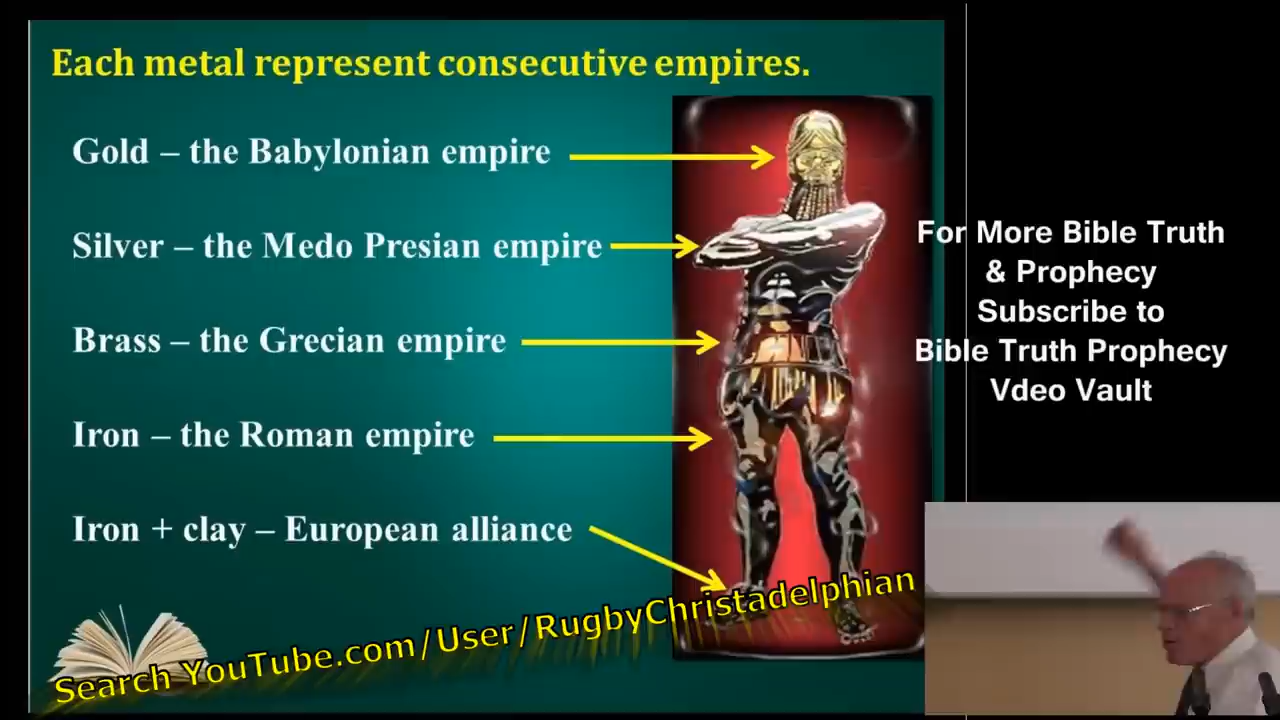 Each metal represent consecutive empires.
Gold – the Babylonian empire
Silver – the Medo Presian empire
Brass – the Grecian empire
Iron – the Roman empire
Iron + clay – European alliance
Search YouTube.com/User/RugbyChristadelphian
For More Bible Truth
& Prophecy
Subscribe to
Bible Truth Prophecy
Vdeo Vault